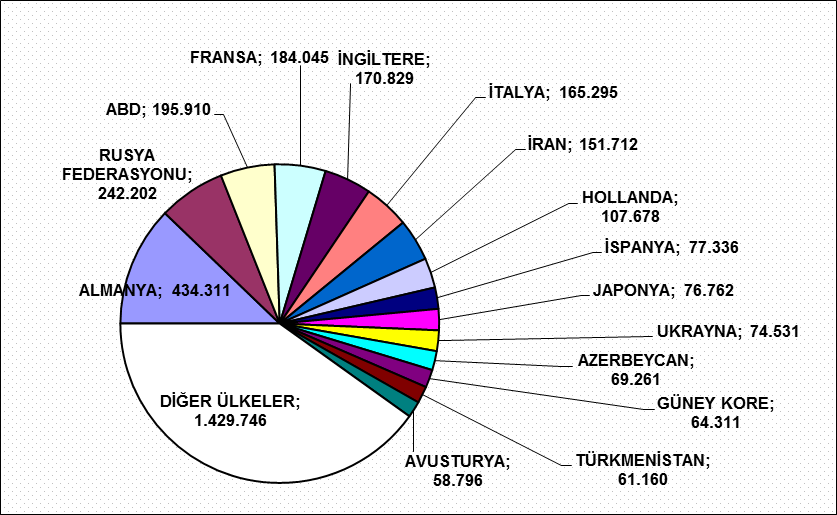 FRANSA; 184.045
İNGİLTERE;
170.829
İTALYA; 165.295
ABD; 195.910
İRAN; 151.712
RUSYA
FEDERASYONU;
242.202
HOLLANDA;
107.678
İSPANYA; 77.336
ALMANYA; 434.311
JAPONYA; 76.762
UKRAYNA; 74.531
AZERBEYCAN;
69.261
DİĞER ÜLKELER;
1.429.746
GÜNEY KORE;
64.311
AVUSTURYA;
58.796
TÜRKMENİSTAN;
61.160